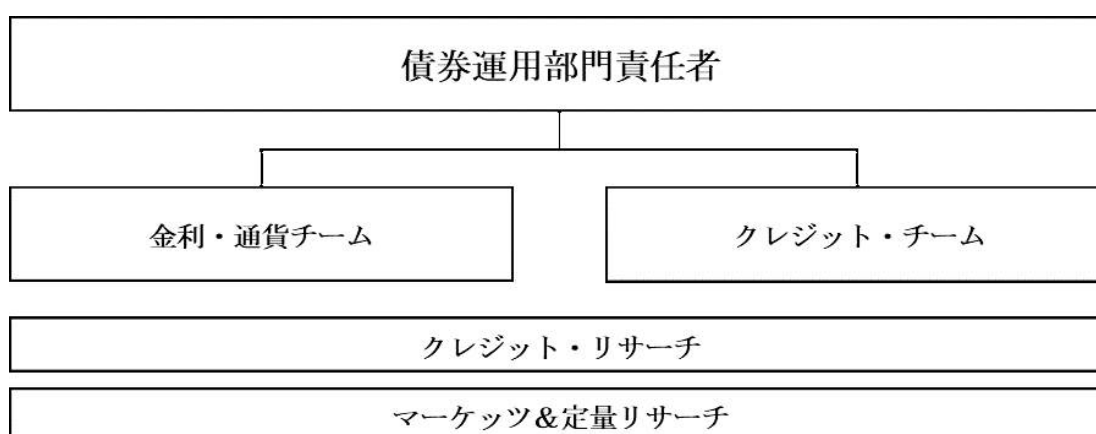 債券運用部門責任者
金利・通貨チーム
クレジット・チーム
クレジット・リサーチ
マーケッツ&定量リサーチ